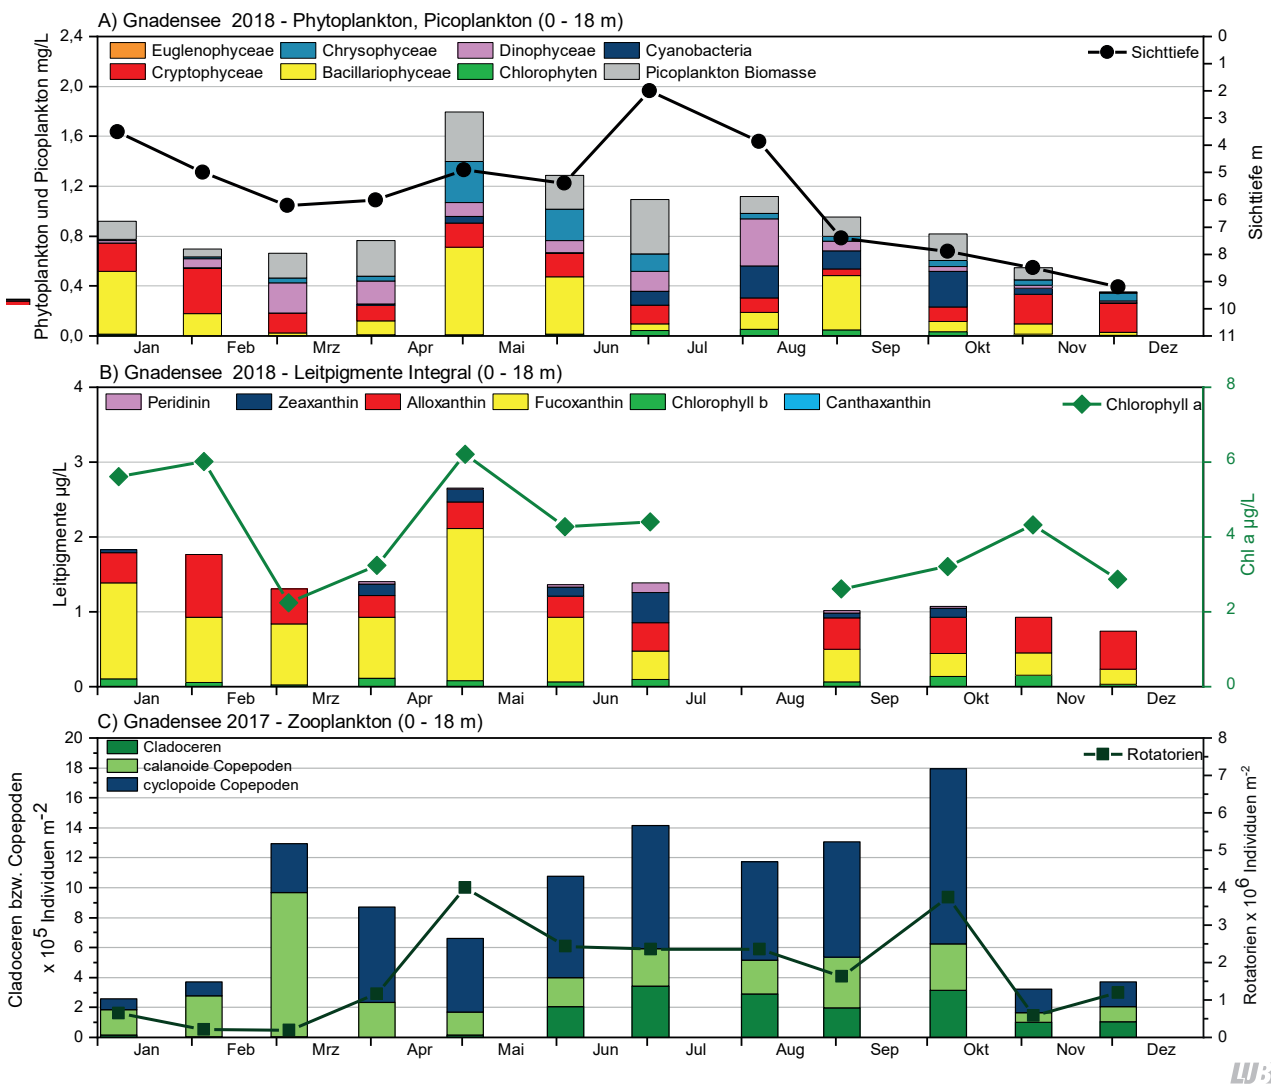 A) Gnadensee 2018 - Phytoplankton, Picoplankton (0 - 18 m)
Euglenophyceae Chrysophyceae Dinophyceae Cyanobacteria
Cryptophyceae Bacillariophyceae Chlorophyten Picoplankton Biomasse
Sichttiefe
Phytoplankton und Picoplankton mg/L
2,4
2,0
1,6
1,2
0,8
0,4
0,0
0
1
2
3
4
5
6
7
8
9
10
11
Sichttiefe m
Jan Feb Mrz Apr Mai Jun Jul Aug Sep Okt Nov Dez
B) Gnadensee 2018 - Leitpigmente Integral (0 - 18 m)
Peridinin Zeaxanthin Alloxanthin Fucoxanthin Chlorophyll b Canthaxanthin
Chlorophyll a
Leitpigmente µg/L
4
3
2
1
0
8
6
4
2
0
Chl a µg/L
Jan Feb Mrz Apr Mai Jun Jul Aug Sep Okt Nov Dez
C) Gnadensee 2017 - Zooplankton (0 - 18 m)
Cladoceren
calanoide Copepoden
cyclopoide Copepoden
Rotatorien
Cladoceren bzw. Copepoden
x 10⁵ Individuen m⁻²
20
18
16
14
12
10
8
6
4
2
0
8
7
6
5
4
3
2
1
0
Rotatorien x 10⁶ Individuen m⁻²
Jan Feb Mrz Apr Mai Jun Jul Aug Sep Okt Nov Dez